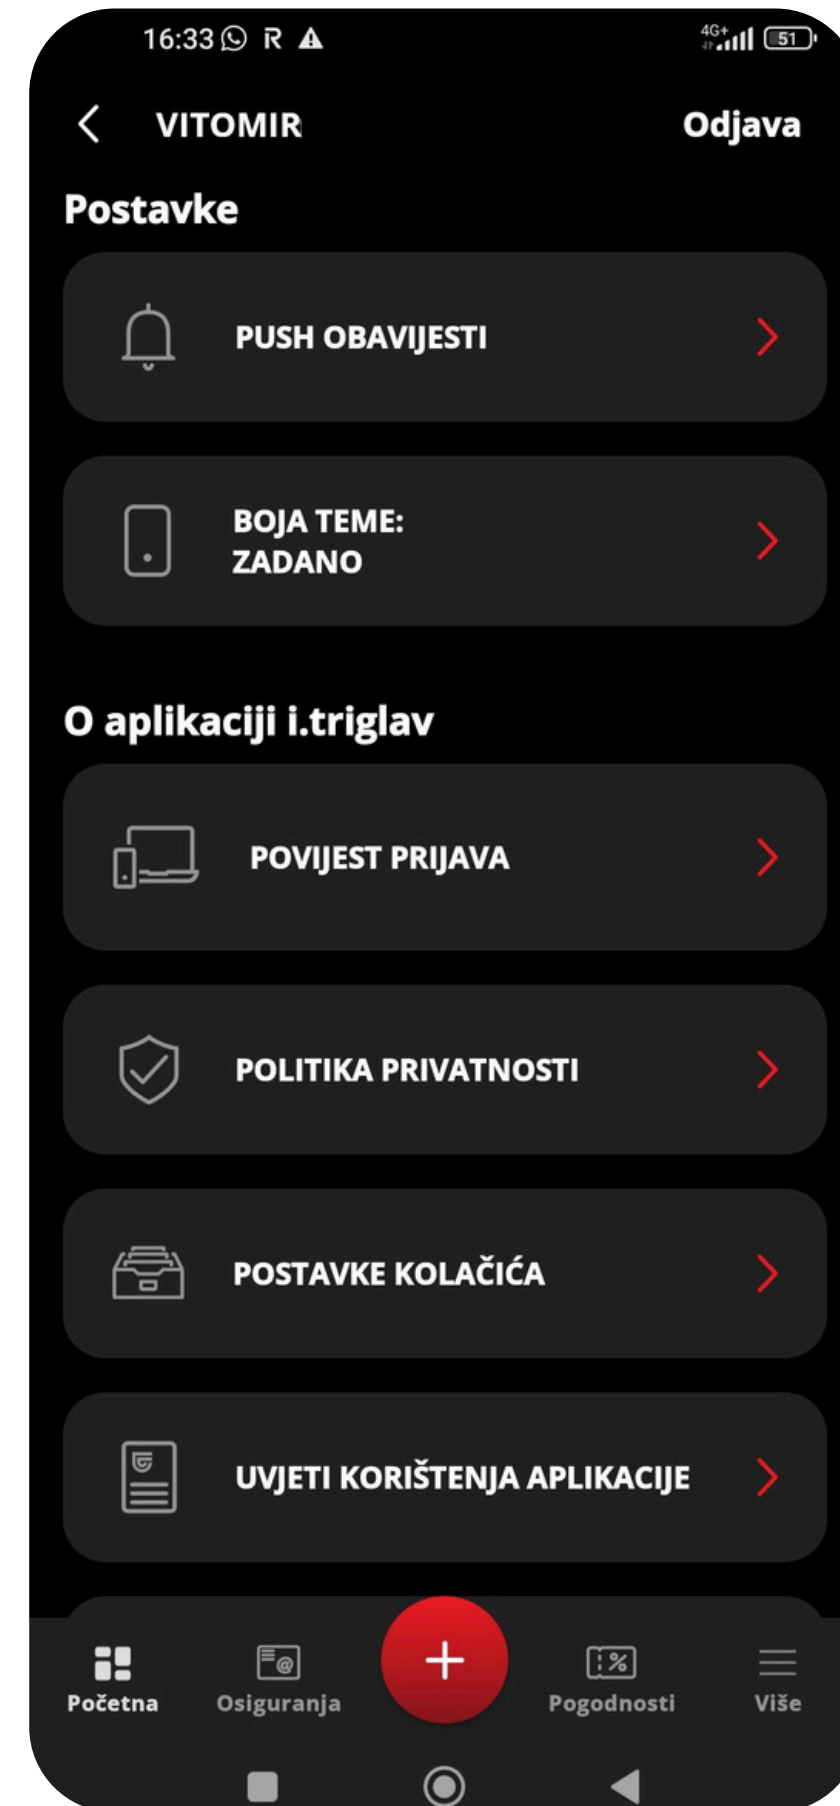 16:33
4G+
51
VITOMIR
Odjava
Postavke
PUSH OBAVIJESTI
BOJA TEME:
ZADANO
O aplikaciji i.triglav
POVIJEST PRIJAVA
POLITIKA PRIVATNOSTI
POSTAVKE KOLAČIĆA
UVJETI KORIŠTENJA APLIKACIJE
Početna
Osiguranja
Pogodnosti
Više